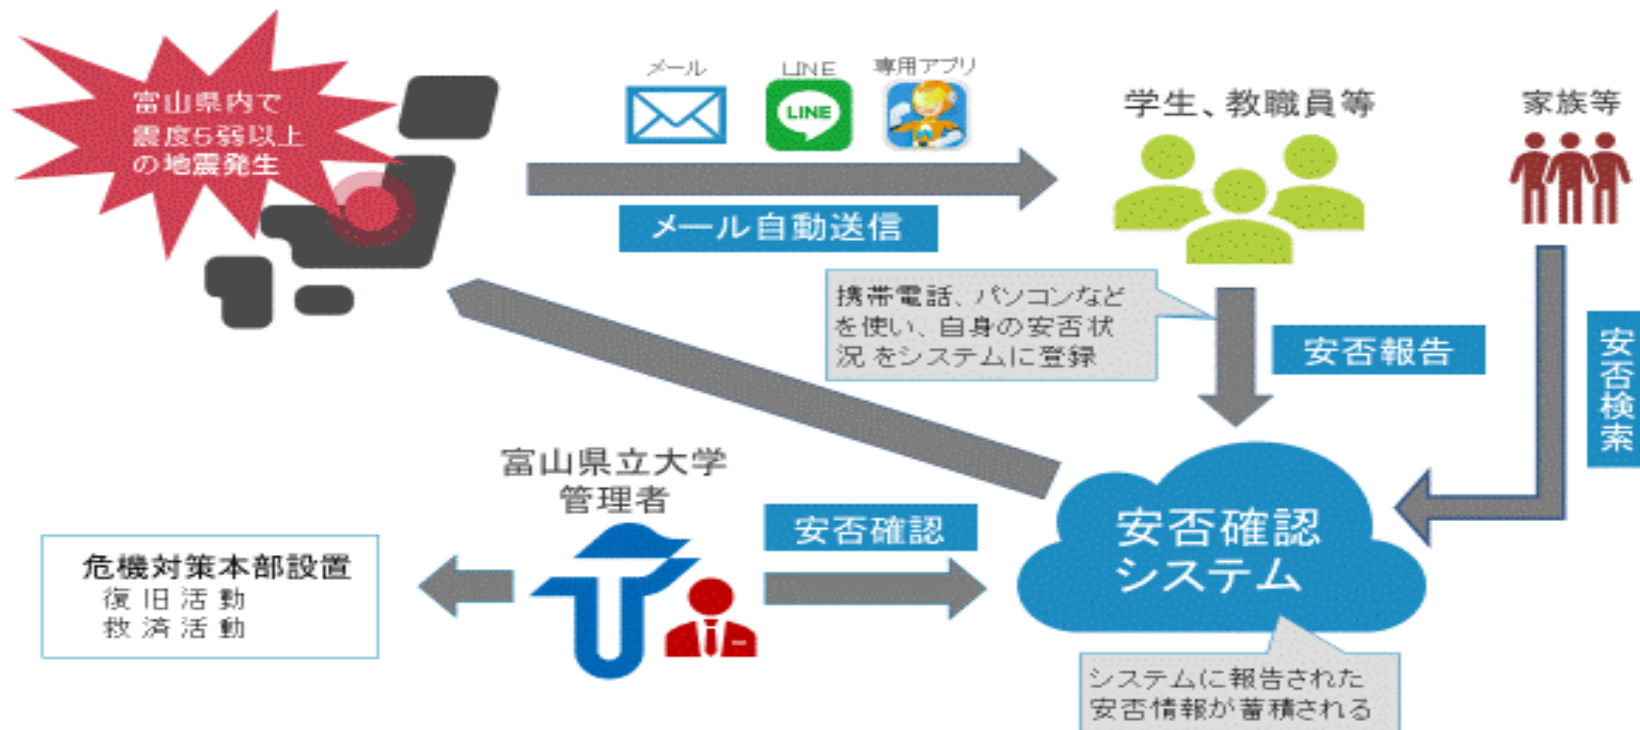 富山県内で
震度5弱以上
の地震発生
メール
LINE
専用アプリ
LINE
メール自動送信
学生、教職員等
家族等
携帯電話、パソコンなど
を使い、自身の安否状
況をシステムに登録
安否報告
安否検索
富山県立大学
管理者
安否確認
安否確認
システム
危機対策本部設置
復旧活動
救済活動
システムに報告された
安否情報が蓄積される